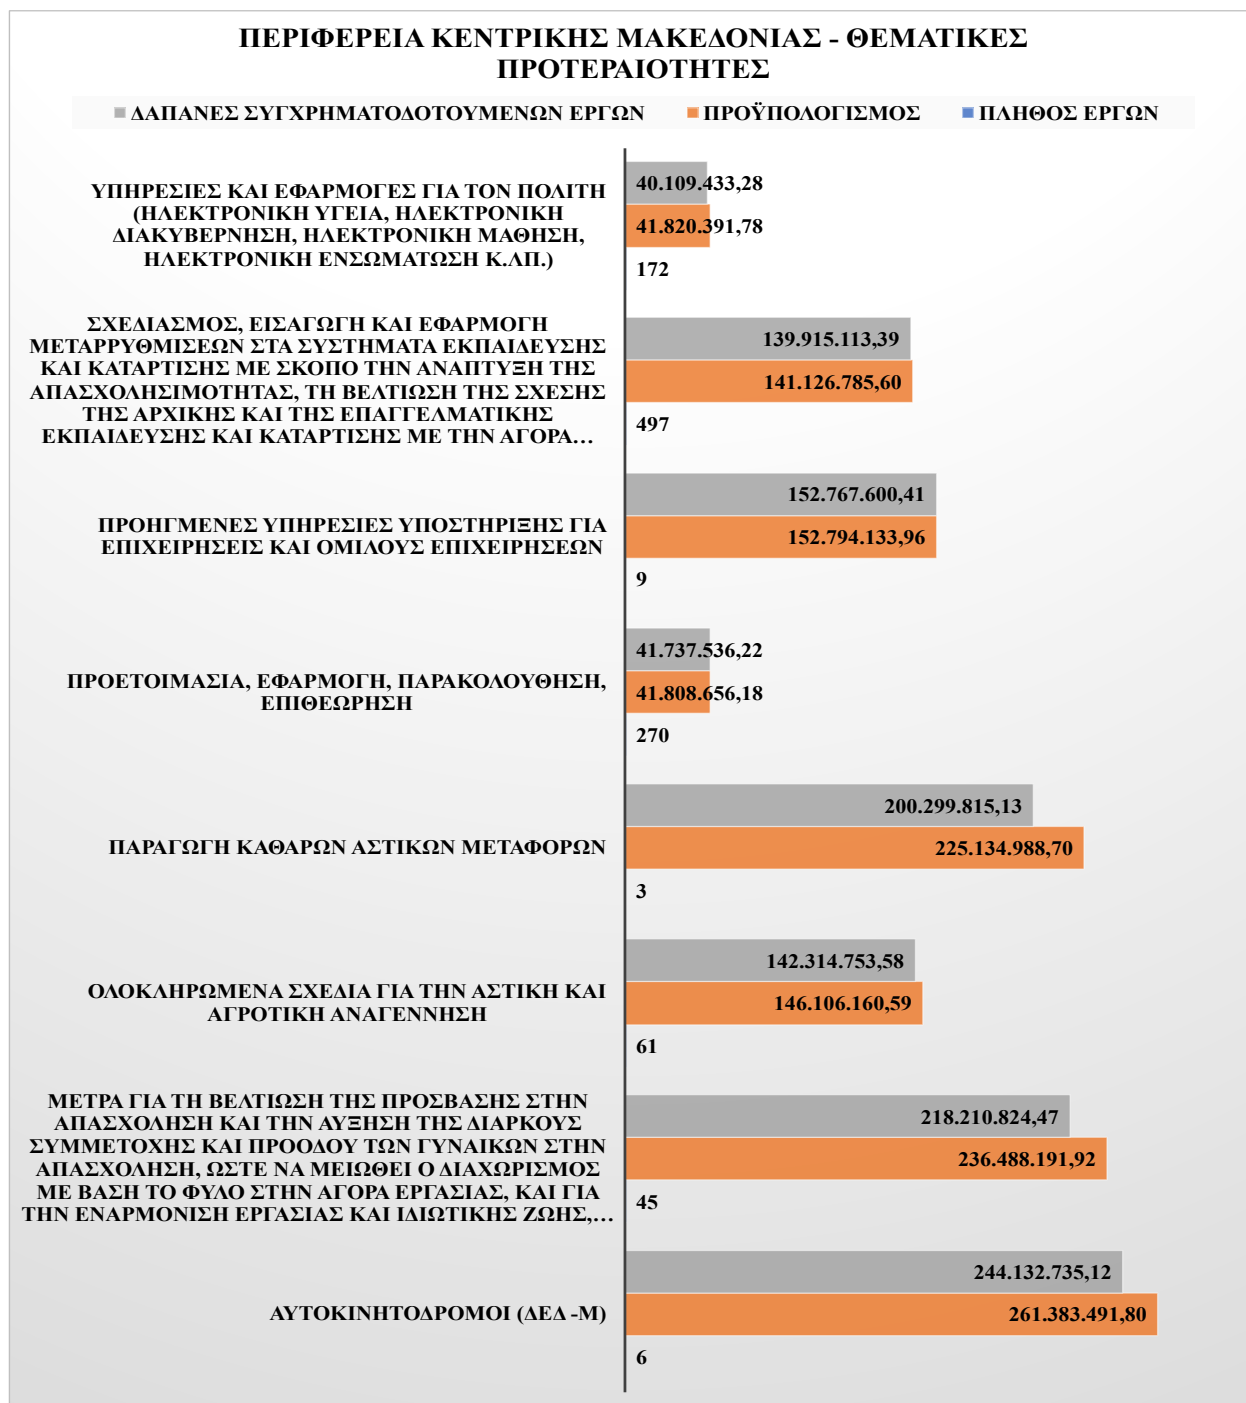 ΠΕΡΙΦΕΡΕΙΑ ΚΕΝΤΡΙΚΗΣ ΜΑΚΕΔΟΝΙΑΣ - ΘΕΜΑΤΙΚΕΣ
ΠΡΟΤΕΡΑΙΟΤΗΤΕΣ
ΔΑΠΑΝΕΣ ΣΥΓΧΡΗΜΑΤΟΔΟΤΟΥΜΕΝΩΝ ΕΡΓΩΝ ΠΡΟΫΠΟΛΟΓΙΣΜΟΣ ΠΛΗΘΟΣ ΕΡΓΩΝ
ΥΠΗΡΕΣΙΕΣ ΚΑΙ ΕΦΑΡΜΟΓΕΣ ΓΙΑ ΤΟΝ ΠΟΛΙΤΗ
(ΗΛΕΚΤΡΟΝΙΚΗ ΥΓΕΙΑ, ΗΛΕΚΤΡΟΝΙΚΗ
ΔΙΑΚΥΒΕΡΝΗΣΗ, ΗΛΕΚΤΡΟΝΙΚΗ ΜΑΘΗΣΗ,
ΗΛΕΚΤΡΟΝΙΚΗ ΕΝΣΩΜΑΤΩΣΗ Κ.ΛΠ.)
40.109.433,28
41.820.391,78
172
ΣΧΕΔΙΑΣΜΟΣ, ΕΙΣΑΓΩΓΗ ΚΑΙ ΕΦΑΡΜΟΓΗ
ΜΕΤΑΡΡΥΘΜΙΣΕΩΝ ΣΤΑ ΣΥΣΤΗΜΑΤΑ ΕΚΠΑΙΔΕΥΣΗΣ
ΚΑΙ ΚΑΤΑΡΤΙΣΗΣ ΜΕ ΣΚΟΠΟ ΤΗΝ ΑΝΑΠΤΥΞΗ ΤΗΣ
ΑΠΑΣΧΟΛΗΣΙΜΟΤΗΤΑΣ, ΤΗ ΒΕΛΤΙΩΣΗ ΤΗΣ ΣΧΕΣΗΣ
ΤΗΣ ΑΡΧΙΚΗΣ ΚΑΙ ΤΗΣ ΕΠΑΓΓΕΛΜΑΤΙΚΗΣ
ΕΚΠΑΙΔΕΥΣΗΣ ΚΑΙ ΚΑΤΑΡΤΙΣΗΣ ΜΕ ΤΗΝ ΑΓΟΡΑ…
139.915.113,39
141.126.785,60
497
ΠΡΟΗΓΜΕΝΕΣ ΥΠΗΡΕΣΙΕΣ ΥΠΟΣΤΗΡΙΞΗΣ ΓΙΑ
ΕΠΙΧΕΙΡΗΣΕΙΣ ΚΑΙ ΟΜΙΛΟΥΣ ΕΠΙΧΕΙΡΗΣΕΩΝ
152.767.600,41
152.794.133,96
9
ΠΡΟΕΤΟΙΜΑΣΙΑ, ΕΦΑΡΜΟΓΗ, ΠΑΡΑΚΟΛΟΥΘΗΣΗ,
ΕΠΙΘΕΩΡΗΣΗ
41.737.536,22
41.808.656,18
270
ΠΑΡΑΓΩΓΗ ΚΑΘΑΡΩΝ ΑΣΤΙΚΩΝ ΜΕΤΑΦΟΡΩΝ
200.299.815,13
225.134.988,70
3
ΟΛΟΚΛΗΡΩΜΕΝΑ ΣΧΕΔΙΑ ΓΙΑ ΤΗΝ ΑΣΤΙΚΗ ΚΑΙ
ΑΓΡΟΤΙΚΗ ΑΝΑΓΕΝΝΗΣΗ
142.314.753,58
146.106.160,59
61
ΜΕΤΡΑ ΓΙΑ ΤΗ ΒΕΛΤΙΩΣΗ ΤΗΣ ΠΡΟΣΒΑΣΗΣ ΣΤΗΝ
ΑΠΑΣΧΟΛΗΣΗ ΚΑΙ ΤΗΝ ΑΥΞΗΣΗ ΤΗΣ ΔΙΑΡΚΟΥΣ
ΣΥΜΜΕΤΟΧΗΣ ΚΑΙ ΠΡΟΟΔΟΥ ΤΩΝ ΓΥΝΑΙΚΩΝ ΣΤΗΝ
ΑΠΑΣΧΟΛΗΣΗ, ΩΣΤΕ ΝΑ ΜΕΙΩΘΕΙ Ο ΔΙΑΧΩΡΙΣΜΟΣ
ΜΕ ΒΑΣΗ ΤΟ ΦΥΛΟ ΣΤΗΝ ΑΓΟΡΑ ΕΡΓΑΣΙΑΣ, ΚΑΙ ΓΙΑ
ΤΗΝ ΕΝΑΡΜΟΝΙΣΗ ΕΡΓΑΣΙΑΣ ΚΑΙ ΙΔΙΩΤΙΚΗΣ ΖΩΗΣ,…
218.210.824,47
236.488.191,92
45
ΑΥΤΟΚΙΝΗΤΟΔΡΟΜΟΙ (ΔΕΔ -Μ)
244.132.735,12
261.383.491,80
6